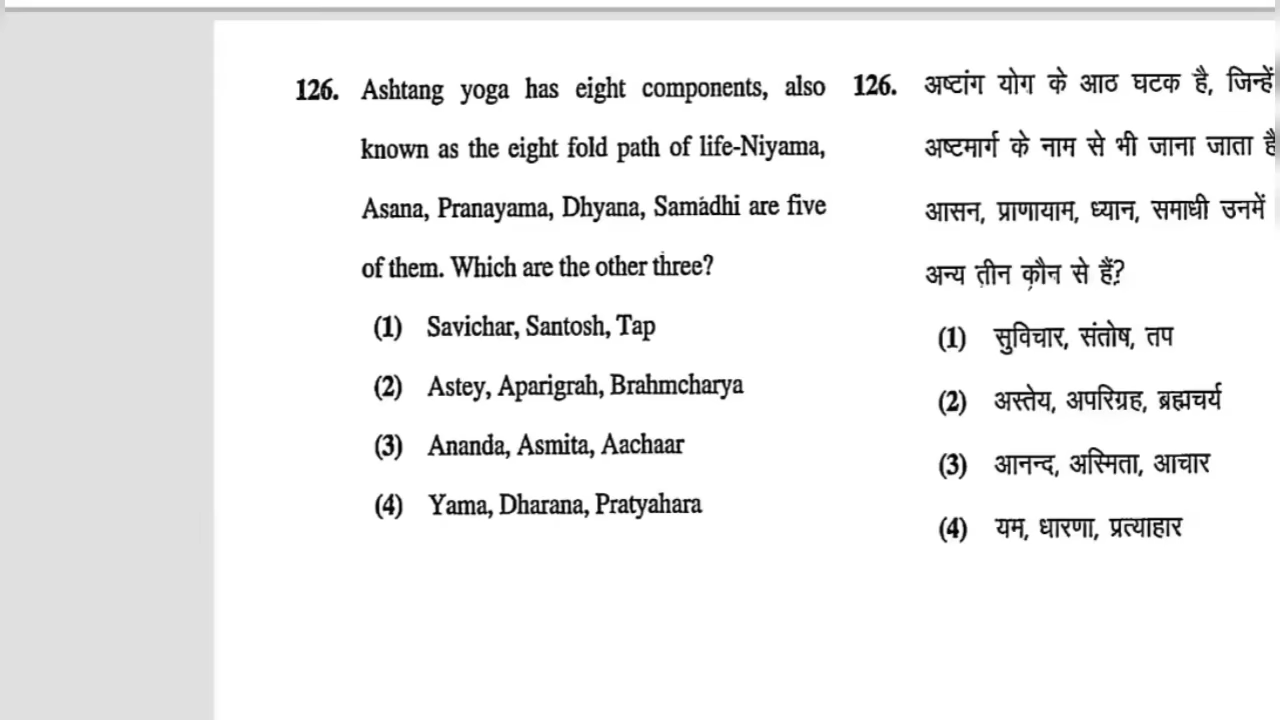 126. Ashtang yoga has eight components, also
known as the eight fold path of life-Niyama,
Asana, Pranayama, Dhyana, Samadhi are five
of them. Which are the other three?
(1) Savichar, Santosh, Tap
(2) Astey, Aparigrah, Brahmcharya
(3) Ananda, Asmita, Aachaar
(4) Yama, Dharana, Pratyahara
126. अष्टांग योग के आठ घटक है, जिन्हें
अष्टमार्ग के नाम से भी जाना जाता है
आसन, प्राणायाम, ध्यान, समाधी उनमें
अन्य तीन कौन से हैं?
(1) सुविचार, संतोष, तप
(2) अस्तेय, अपरिग्रह, ब्रह्मचर्य
(3) आनन्द, अस्मिता, आचार
(4) यम, धारणा, प्रत्याहार